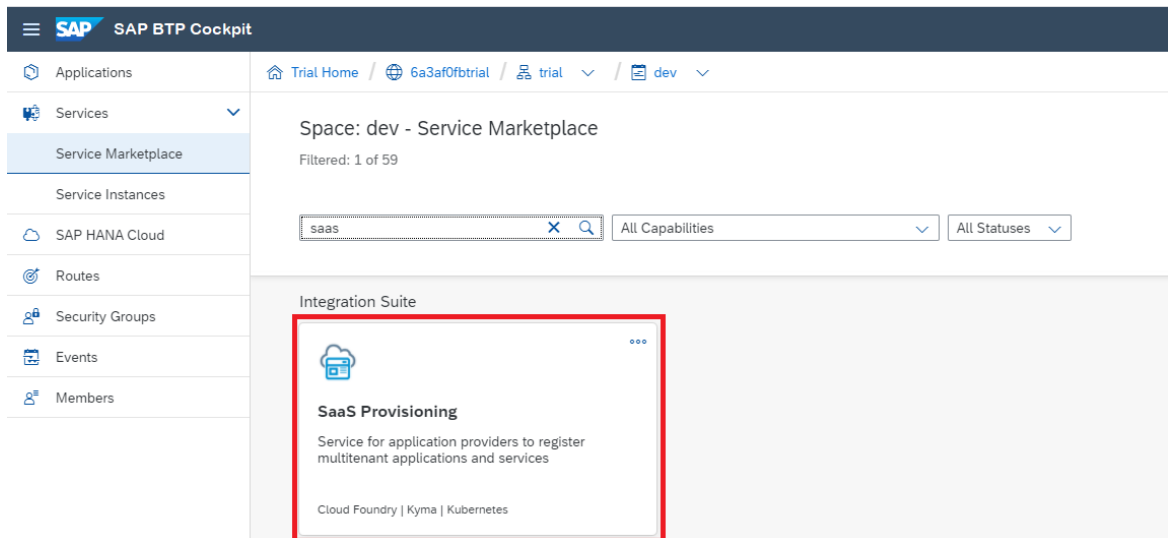 SAP SAP BTP Cockpit
Applications
Services
Service Marketplace
Service Instances
SAP HANA Cloud
Routes
Security Groups
Events
Members
Trial Home / 6a3af0fbtrial / trial / dev
Space: dev - Service Marketplace
Filtered: 1 of 59
saas
All Capabilities
All Statuses
Integration Suite
SaaS Provisioning
Service for application providers to register
multitenant applications and services
Cloud Foundry | Kyma | Kubernetes